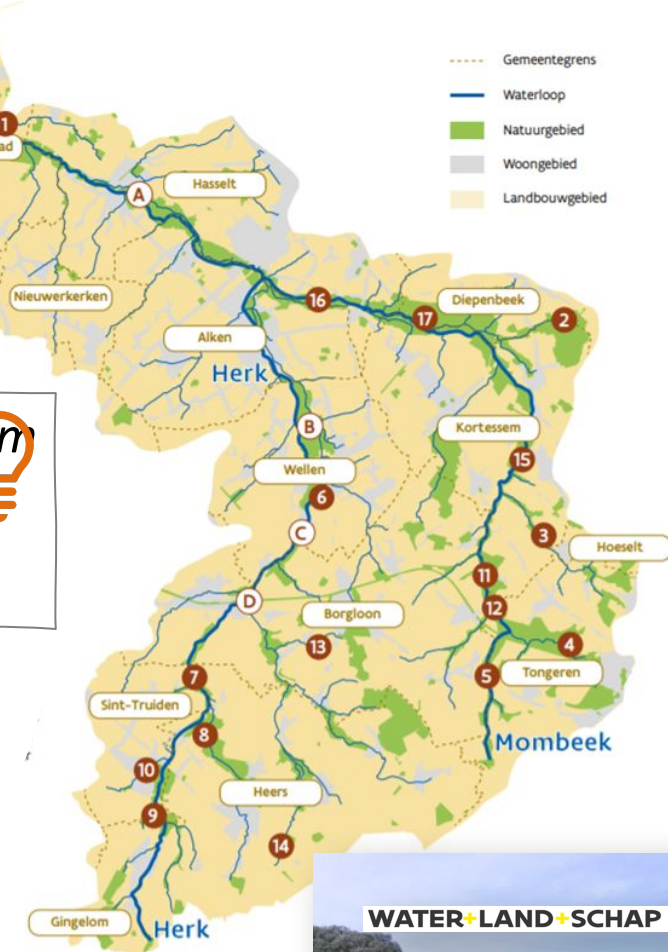 Gemeentegrens
Waterloop
Natuurgebied
Woongebied
Landbouwgebied
1
ad
A
Hasselt
Nieuwerkerken
16
17
Diepenbeek
2
Alken
Herk
B
Kortessem
Wellen
15
6
C
3
Hoeselt
11
D
12
Borgloon
13
4
7
5
Tongeren
Sint-Truiden
8
Mombeek
10
Heers
9
14
Gingelom
Herk
m
WATER+LAND+SCHAP